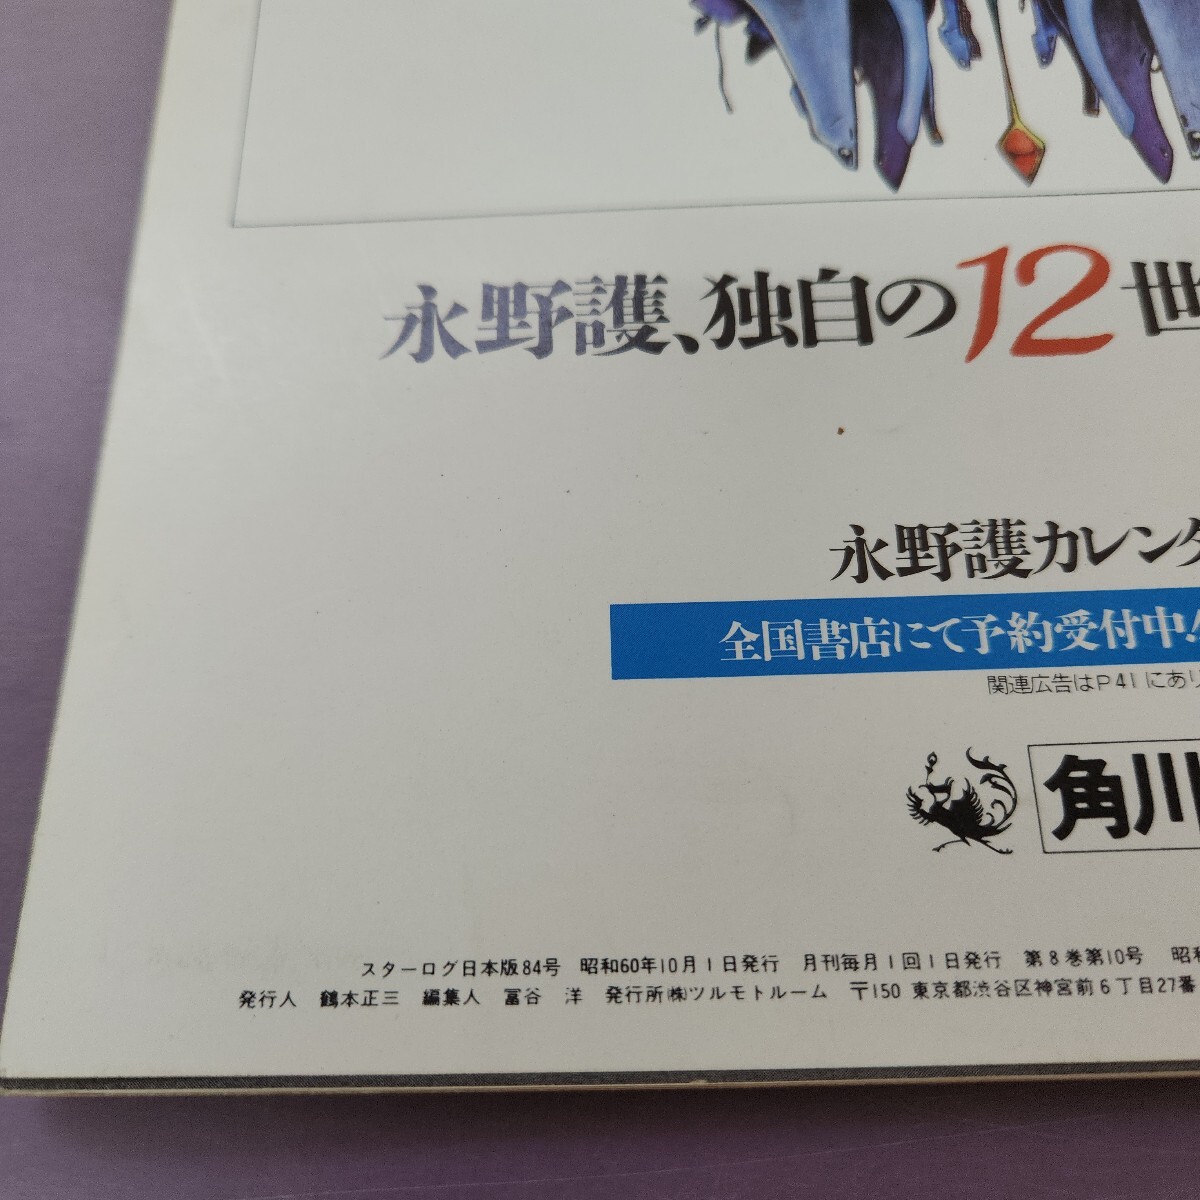 永野護、独自の12世
永野護カレンダ
全国書店にて予約受付中!
関連広告はP41にあり
角川
スターログ日本版84号 昭和60年10月1日発行 月刊毎月1回1日発行 第8巻第10号 昭和
発行人 鶴本正三 編集人 冨谷 洋 発行所㈱ツルモトルーム 〒150 東京都渋谷区神宮前6丁目27番